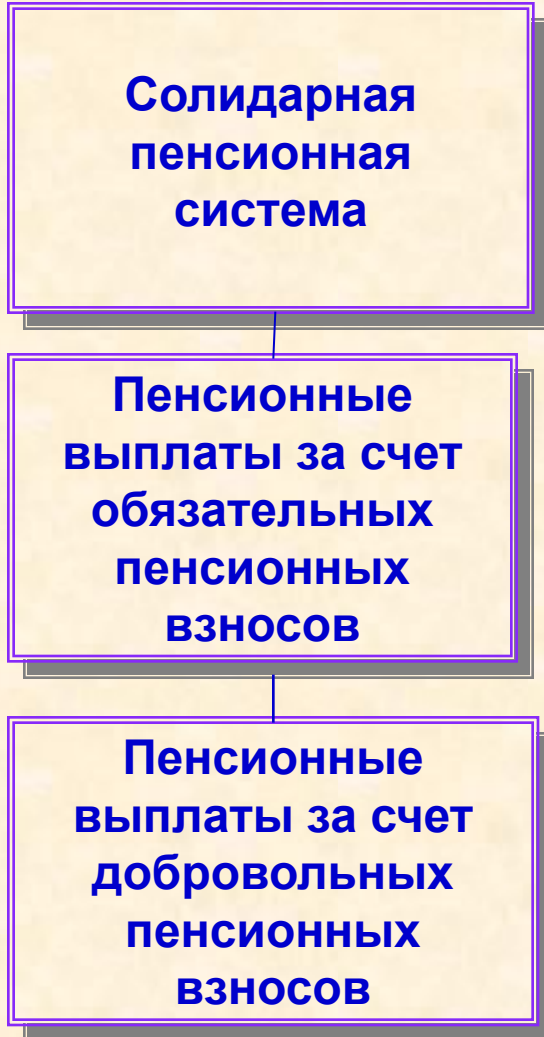 Солидарная
пенсионная
система
Пенсионные
выплаты за счет
обязательных
пенсионных
взносов
Пенсионные
выплаты за счет
добровольных
пенсионных
взносов